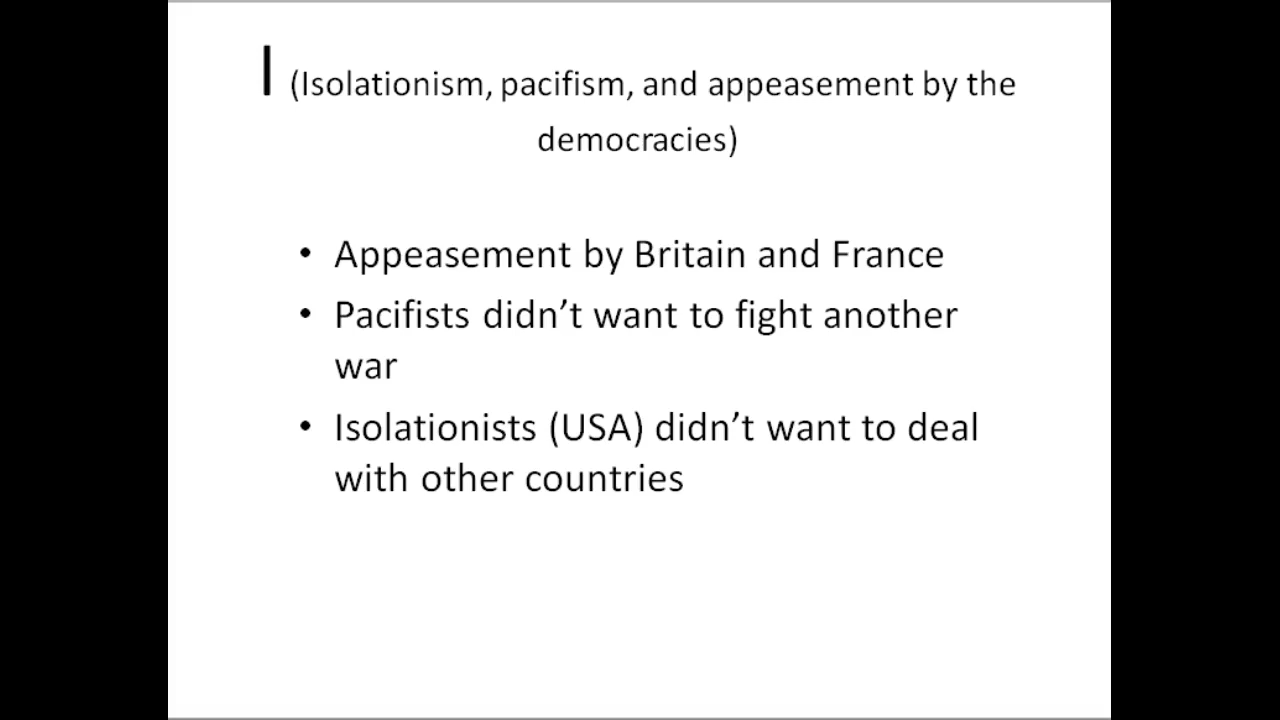 I (Isolationism, pacifism, and appeasement by the
democracies)
• Appeasement by Britain and France
• Pacifists didn’t want to fight another
war
• Isolationists (USA) didn’t want to deal
with other countries